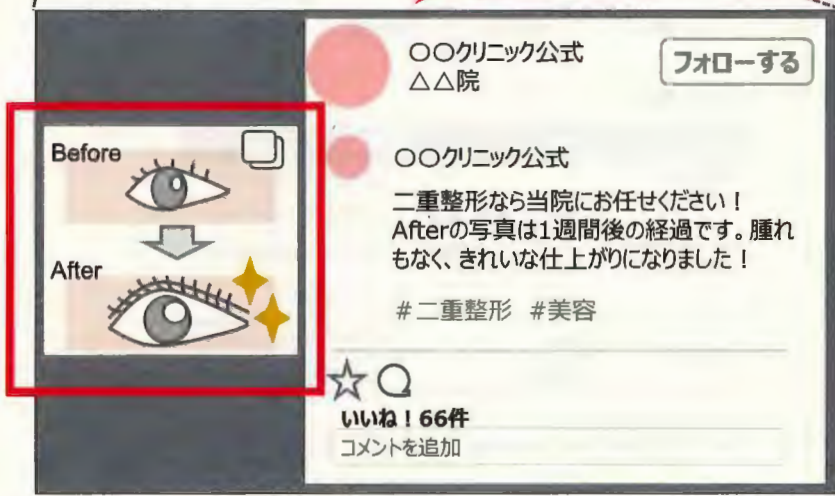 Before
After
〇〇クリニック公式
△△院
フォローする
〇〇クリニック公式
二重整形なら当院にお任せください！
Afterの写真は1週間後の経過です。腫れ
もなく、きれいな仕上がりになりました！
#二重整形 #美容
いいね！66件
コメントを追加